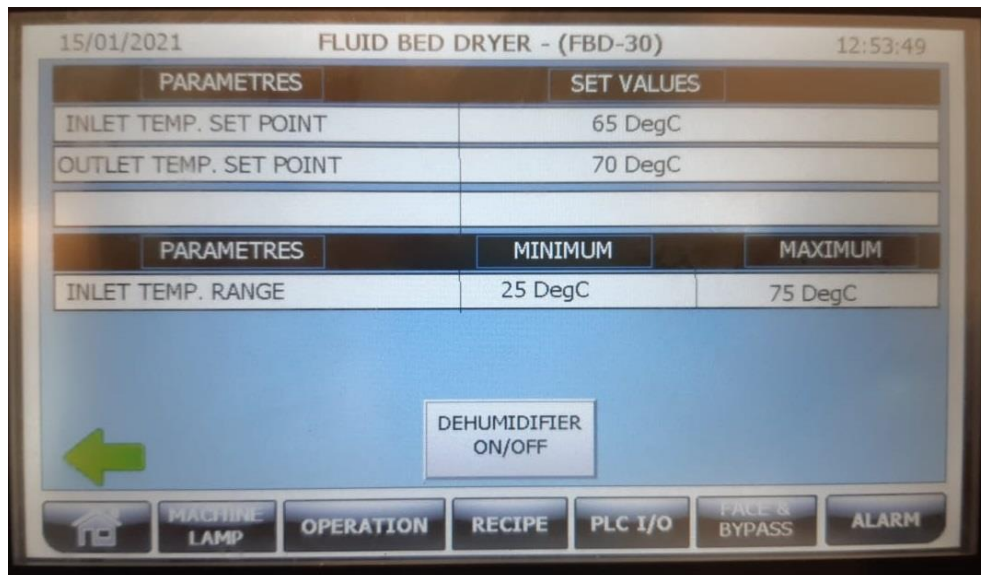 15/01/2021 FLUID BED DRYER - (FBD-30) 12:53:49
PARAMETRES SET VALUES
INLET TEMP. SET POINT 65 DegC
OUTLET TEMP. SET POINT 70 DegC
PARAMETRES MINIMUM MAXIMUM
INLET TEMP. RANGE 25 DegC 75 DegC
DEHUMIDIFIER
ON/OFF
MACHINE
LAMP
OPERATION
RECIPE
PLC I/O
FACE &
BYPASS
ALARM